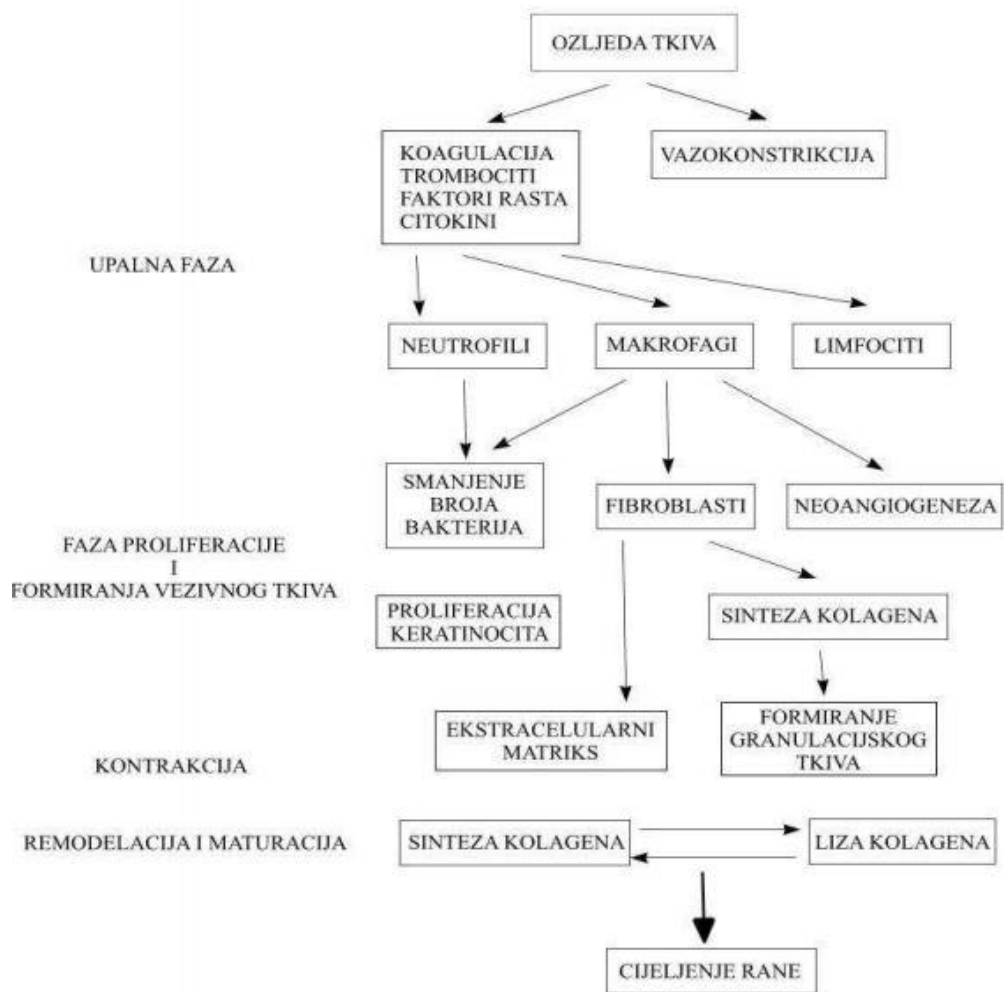 OZLJEDA TKIVA
KOAGULACIJA
TROMBOCITI
FAKTORI RASTA
CITOKINI
VAZOKONSTRIKCIJA
UPALNA FAZA
NEUTROFILI
MAKROFAGI
LIMFOCITI
SMANJENJE
BROJA
BAKTERIJA
FIBROBLASTI
NEOANGIOGENEZA
FAZA PROLIFERACIJE
I
FORMIRANJA VEZIVNOG TKIVA
PROLIFERACIJA
KERATINOCITA
SINTEZA KOLAGENA
EKSTRACELULARNI
MATRIKS
FORMIRANJE
GRANULACIJSKOG
TKIVA
KONTRAKCIJA
REMODELACIJA I MATURACIJA
SINTEZA KOLAGENA
LIZA KOLAGENA
CIJELJENJE RANE